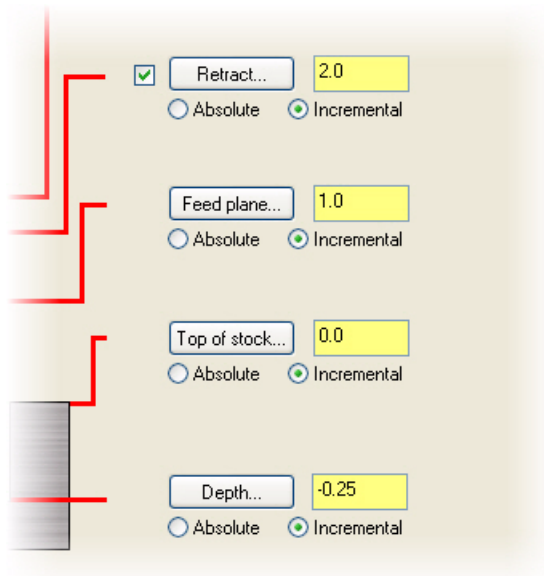 Retract... 2.0
Absolute Incremental
Feed plane... 1.0
Absolute Incremental
Top of stock... 0.0
Absolute Incremental
Depth... -0.25
Absolute Incremental